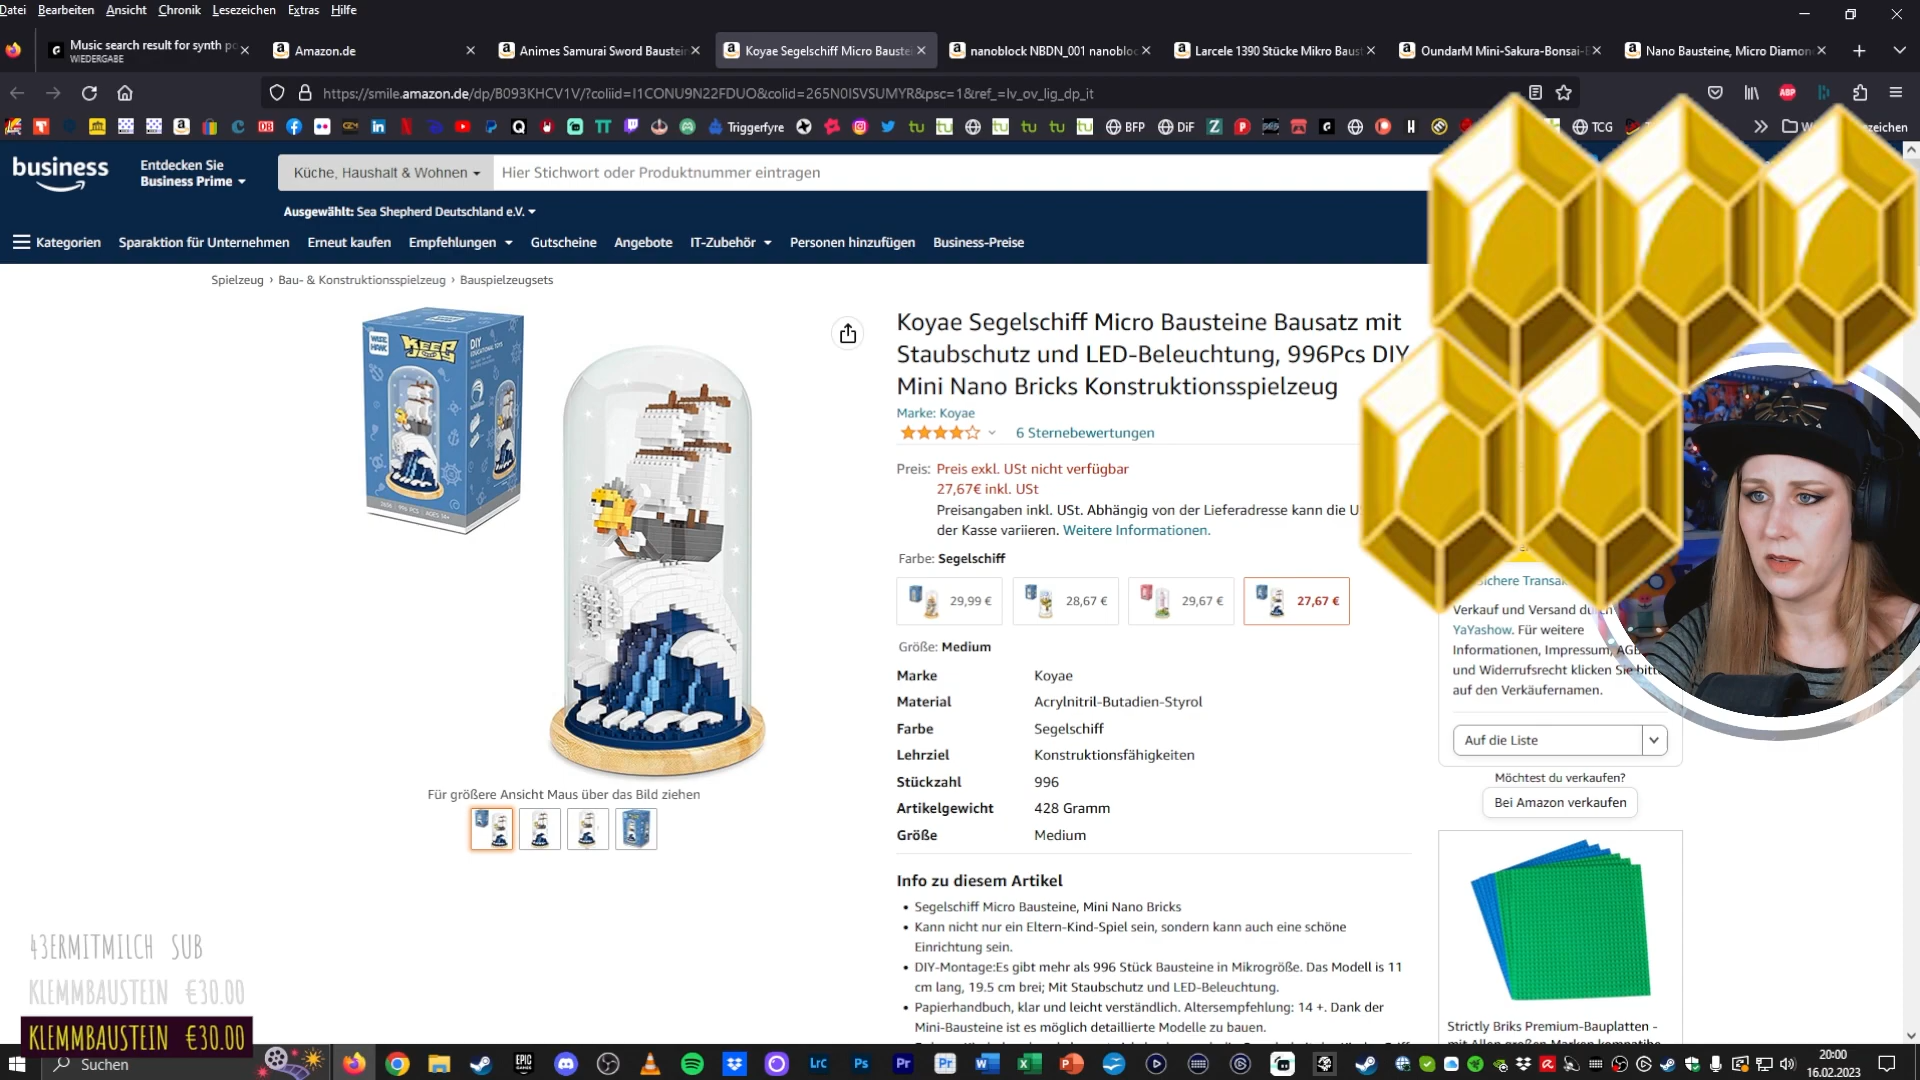 Datei Bearbeiten Ansicht Chronik Lesezeichen Extras Hilfe
Music search result for synth po
WIEDERGABE
Amazon.de
Animes Samurai Sword Baustein
Koyae Segelschiff Micro Baustei
nanoblock NBDN_001 nanobloc
Larcele 1390 Stücke Mikro Baust
OundarM Mini-Sakura-Bonsai-B
Nano Bausteine, Micro Diamon
https://smile.amazon.de/dp/B093KHCV1V/?coliid=I1CONU9N22FDUO&colid=265N0ISVSUMYR&psc=1&ref_=lv_ov_lig_dp_it
Triggerfyre
BFP
DiF
TCG
business
Entdecken Sie
Business Prime
Küche, Haushalt & Wohnen
Hier Stichwort oder Produktnummer eintragen
Ausgewählt: Sea Shepherd Deutschland e.V.
Kategorien Sparaktion für Unternehmen Erneut kaufen Empfehlungen Gutscheine Angebote IT-Zubehör Personen hinzufügen Business-Preise
Spielzeug › Bau- & Konstruktionsspielzeug › Bauspielzeugsets
Koyae Segelschiff Micro Bausteine Bausatz mit
Staubschutz und LED-Beleuchtung, 996Pcs DIY
Mini Nano Bricks Konstruktionsspielzeug
Marke: Koyae
6 Sternebewertungen
Preis: Preis exkl. USt nicht verfügbar
27,67€ inkl. USt
Preisangaben inkl. USt. Abhängig von der Lieferadresse kann die U
der Kasse variieren. Weitere Informationen.
Farbe: Segelschiff
29,99 €
28,67 €
29,67 €
27,67 €
Größe: Medium
Marke Koyae
Material Acrylnitril-Butadien-Styrol
Farbe Segelschiff
Lehrziel Konstruktionsfähigkeiten
Stückzahl 996
Artikelgewicht 428 Gramm
Größe Medium
Info zu diesem Artikel
Segelschiff Micro Bausteine, Mini Nano Bricks
Kann nicht nur ein Eltern-Kind-Spiel sein, sondern kann auch eine schöne
Einrichtung sein.
DIY-Montage:Es gibt mehr als 996 Stück Bausteine in Mikrogröße. Das Modell is 11
cm lang, 19.5 cm brei; Mit Staubschutz und LED-Beleuchtung.
Papierhandbuch, klar und leicht verständlich. Altersempfehlung: 14 +. Dank der
Mini-Bausteine ist es möglich detaillierte Modelle zu bauen.
Für größere Ansicht Maus über das Bild ziehen
Sichere Transak
Verkauf und Versand durch
YaYashow. Für weitere
Informationen, Impressum, AGB
und Widerrufsrecht klicken Sie bitte
auf den Verkäufernamen.
Auf die Liste
Möchtest du verkaufen?
Bei Amazon verkaufen
Strictly Briks Premium-Bauplatten -
43ERMITMILCH SUB
KLEMMBAUSTEIN €30.00
KLEMMBAUSTEIN €30.00
Suchen
20:00
16.02.2023